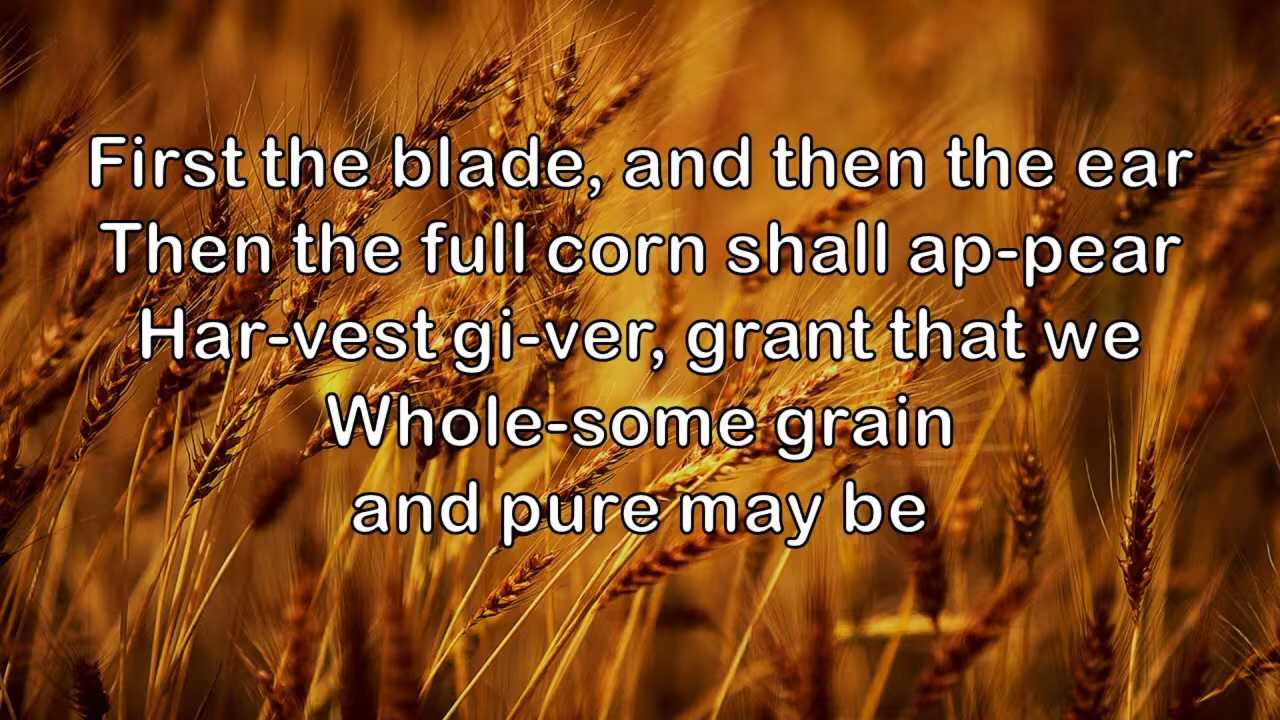 First the blade, and then the ear
Then the full corn shall ap-pear
Har-vest gi-ver, grant that we
Whole-some grain
and pure may be